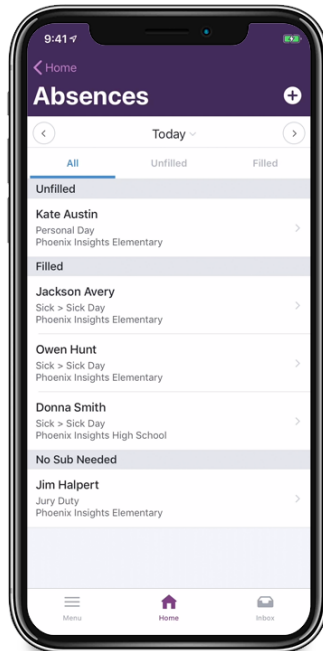 9:41
Home
Absences
Today
All Unfilled Filled
Unfilled
Kate Austin
Personal Day
Phoenix Insights Elementary
Filled
Jackson Avery
Sick > Sick Day
Phoenix Insights Elementary
Owen Hunt
Sick > Sick Day
Phoenix Insights Elementary
Donna Smith
Sick > Sick Day
Phoenix Insights High School
No Sub Needed
Jim Halpert
Jury Duty
Phoenix Insights Elementary
Menu Home Inbox